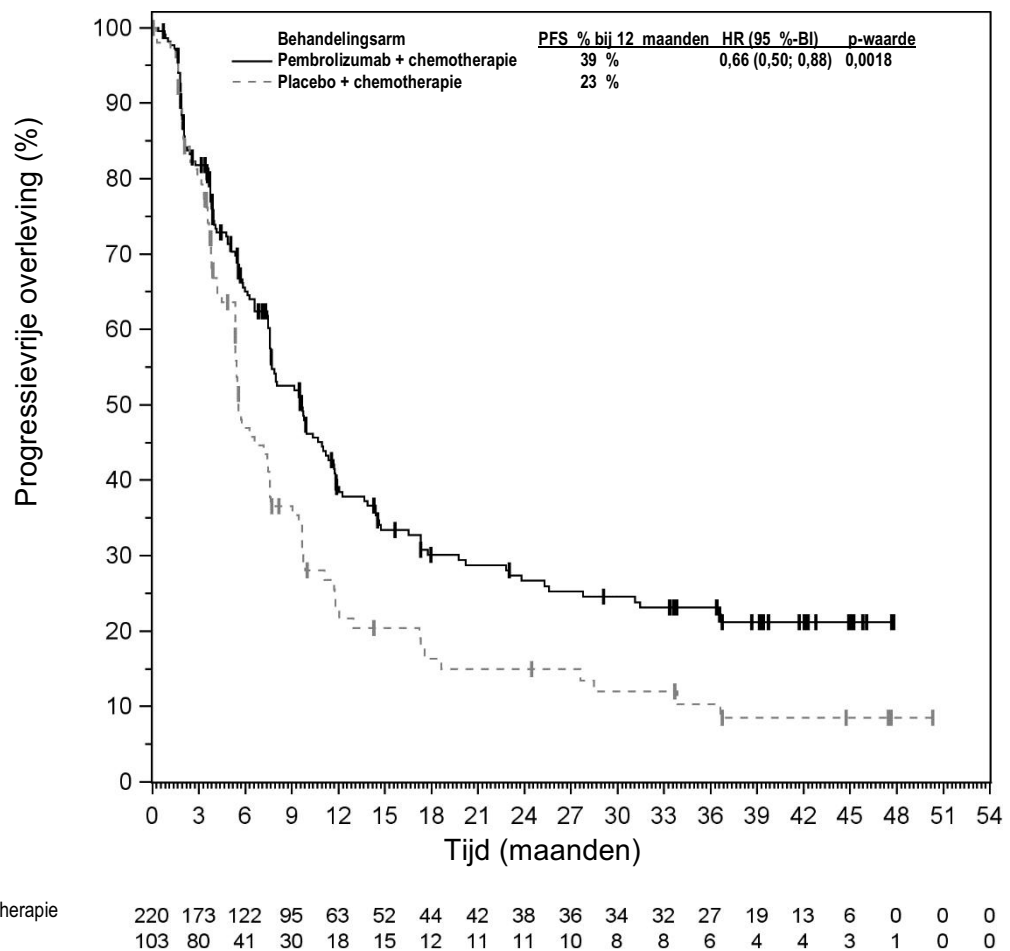 Behandelingsarm PFS % bij 12 maanden HR (95 %-BI) p-waarde
Pembrolizumab + chemotherapie 39 % 0,66 (0,50; 0,88) 0,0018
Placebo + chemotherapie 23 %
Progressievrije overleving (%)
100
90
80
70
60
50
40
30
20
10
0
0 3 6 9 12 15 18 21 24 27 30 33 36 39 42 45 48 51 54
Tijd (maanden)
herapie 220 173 122 95 63 52 44 42 38 36 34 32 27 19 13 6 0 0 0
103 80 41 30 18 15 12 11 11 10 8 8 6 4 4 3 1 0 0